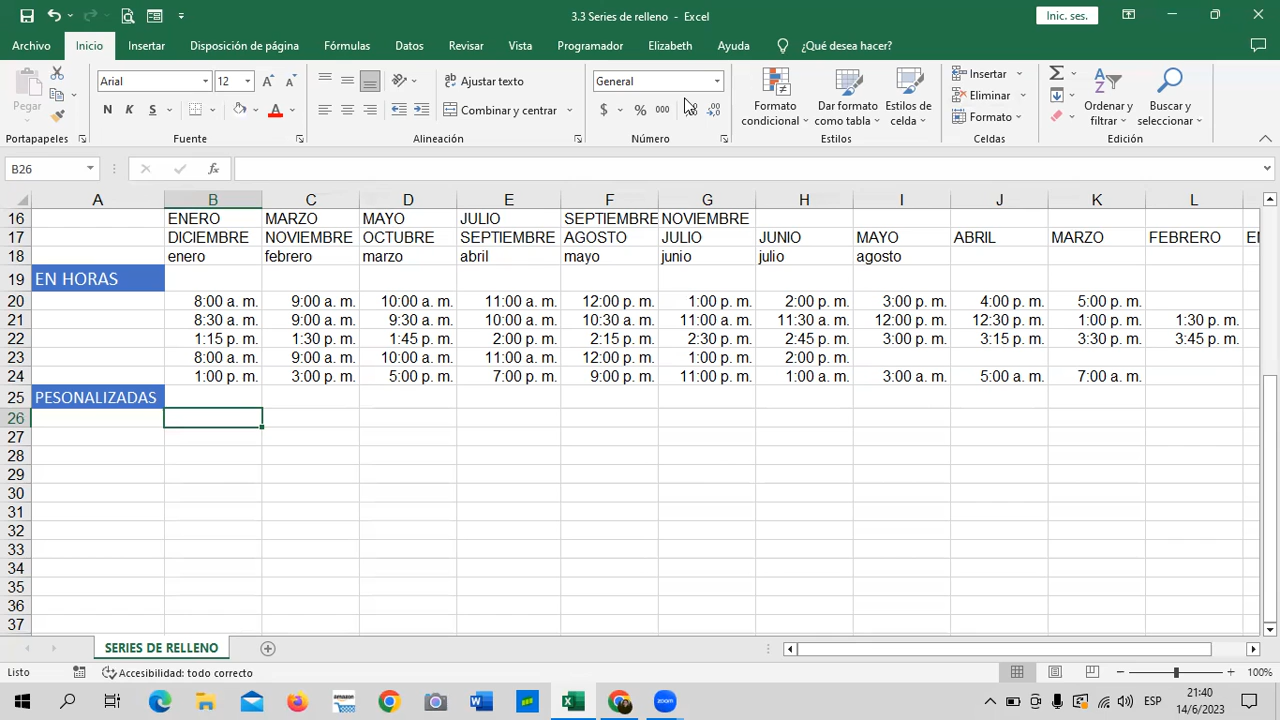 3.3 Series de relleno - Excel
Inic. ses.
Archivo Inicio Insertar Disposición de página Fórmulas Datos Revisar Vista Programador Elizabeth Ayuda ¿Qué desea hacer?
Pegar
Portapapeles
Arial 12
N K S
Fuente
Ajustar texto
Combinar y centrar
Alineación
General
$ % 000
Número
Formato condicional
Dar formato como tabla
Estilos de celda
Estilos
Insertar
Eliminar
Formato
Celdas
Ordenar y filtrar
Buscar y seleccionar
Edición
B26
A B C D E F G H I J K L
16 ENERO MARZO MAYO JULIO SEPTIEMBRE NOVIEMBRE
17 DICIEMBRE NOVIEMBRE OCTUBRE SEPTIEMBRE AGOSTO JULIO JUNIO MAYO ABRIL MARZO FEBRERO
18 enero febrero marzo abril mayo junio julio agosto
19 EN HORAS
20 8:00 a. m. 9:00 a. m. 10:00 a. m. 11:00 a. m. 12:00 p. m. 1:00 p. m. 2:00 p. m. 3:00 p. m. 4:00 p. m. 5:00 p. m.
21 8:30 a. m. 9:00 a. m. 9:30 a. m. 10:00 a. m. 10:30 a. m. 11:00 a. m. 11:30 a. m. 12:00 p. m. 12:30 p. m. 1:00 p. m. 1:30 p. m.
22 1:15 p. m. 1:30 p. m. 1:45 p. m. 2:00 p. m. 2:15 p. m. 2:30 p. m. 2:45 p. m. 3:00 p. m. 3:15 p. m. 3:30 p. m. 3:45 p. m.
23 8:00 a. m. 9:00 a. m. 10:00 a. m. 11:00 a. m. 12:00 p. m. 1:00 p. m. 2:00 p. m.
24 1:00 p. m. 3:00 p. m. 5:00 p. m. 7:00 p. m. 9:00 p. m. 11:00 p. m. 1:00 a. m. 3:00 a. m. 5:00 a. m. 7:00 a. m.
25 PESONALIZADAS
26
27
28
29
30
31
32
33
34
35
36
37
SERIES DE RELLENO
Listo Accesibilidad: todo correcto 100%
ESP 21:40
14/6/2023